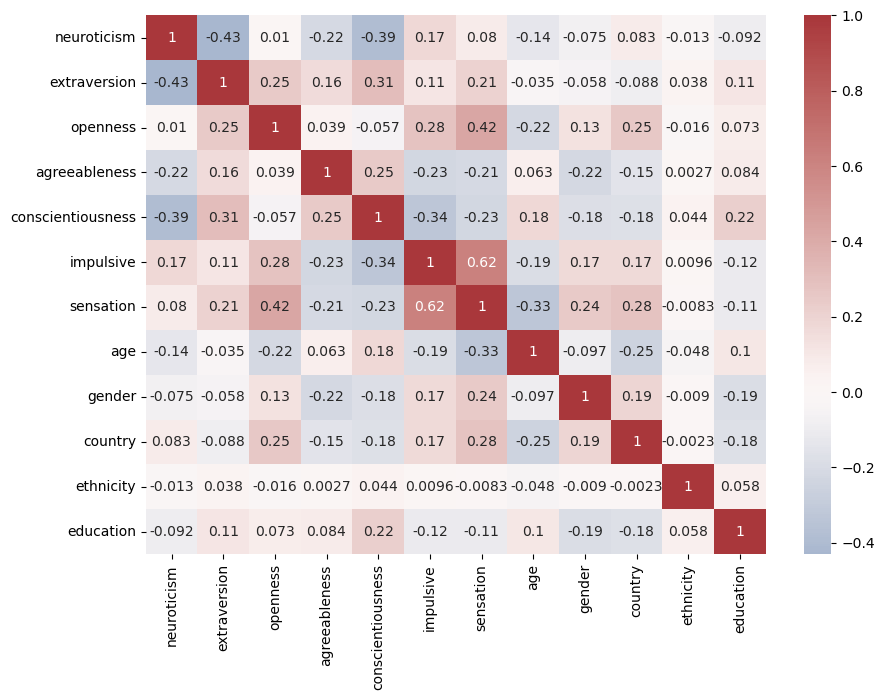 neuroticism 1 -0.43 0.01 -0.22 -0.39 0.17 0.08 -0.14 -0.075 0.083 -0.013 -0.092
extraversion -0.43 1 0.25 0.16 0.31 0.11 0.21 -0.035 -0.058 -0.088 0.038 0.11
openness 0.01 0.25 1 0.039 -0.057 0.28 0.42 -0.22 0.13 0.25 -0.016 0.073
agreeableness -0.22 0.16 0.039 1 0.25 -0.23 -0.21 0.063 -0.22 -0.15 0.0027 0.084
conscientiousness -0.39 0.31 -0.057 0.25 1 -0.34 -0.23 0.18 -0.18 -0.18 0.044 0.22
impulsive 0.17 0.11 0.28 -0.23 -0.34 1 0.62 -0.19 0.17 0.17 0.0096 -0.12
sensation 0.08 0.21 0.42 -0.21 -0.23 0.62 1 -0.33 0.24 0.28 -0.0083 -0.11
age -0.14 -0.035 -0.22 0.063 0.18 -0.19 -0.33 1 -0.097 -0.25 -0.048 0.1
gender -0.075 -0.058 0.13 -0.22 -0.18 0.17 0.24 -0.097 1 0.19 -0.009 -0.19
country 0.083 -0.088 0.25 -0.15 -0.18 0.17 0.28 -0.25 0.19 1 -0.0023 -0.18
ethnicity -0.013 0.038 -0.016 0.0027 0.044 0.0096 -0.0083 -0.048 -0.009 -0.0023 1 0.058
education -0.092 0.11 0.073 0.084 0.22 -0.12 -0.11 0.1 -0.19 -0.18 0.058 1
neuroticism
extraversion
openness
agreeableness
conscientiousness
impulsive
sensation
age
gender
country
ethnicity
education
1.0
0.8
0.6
0.4
0.2
0.0
−0.2
−0.4